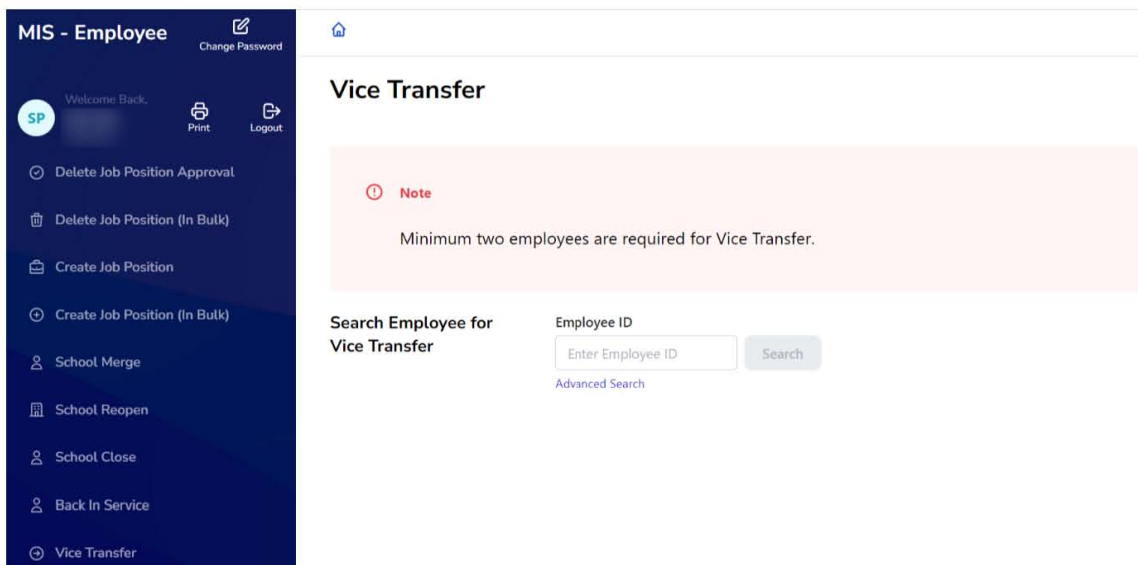 MIS - Employee
Change Password
Welcome Back,
SP
Print
Logout
Delete Job Position Approval
Delete Job Position (In Bulk)
Create Job Position
Create Job Position (In Bulk)
School Merge
School Reopen
School Close
Back In Service
Vice Transfer
Vice Transfer
Note
Minimum two employees are required for Vice Transfer.
Search Employee for
Vice Transfer
Employee ID
Enter Employee ID
Search
Advanced Search